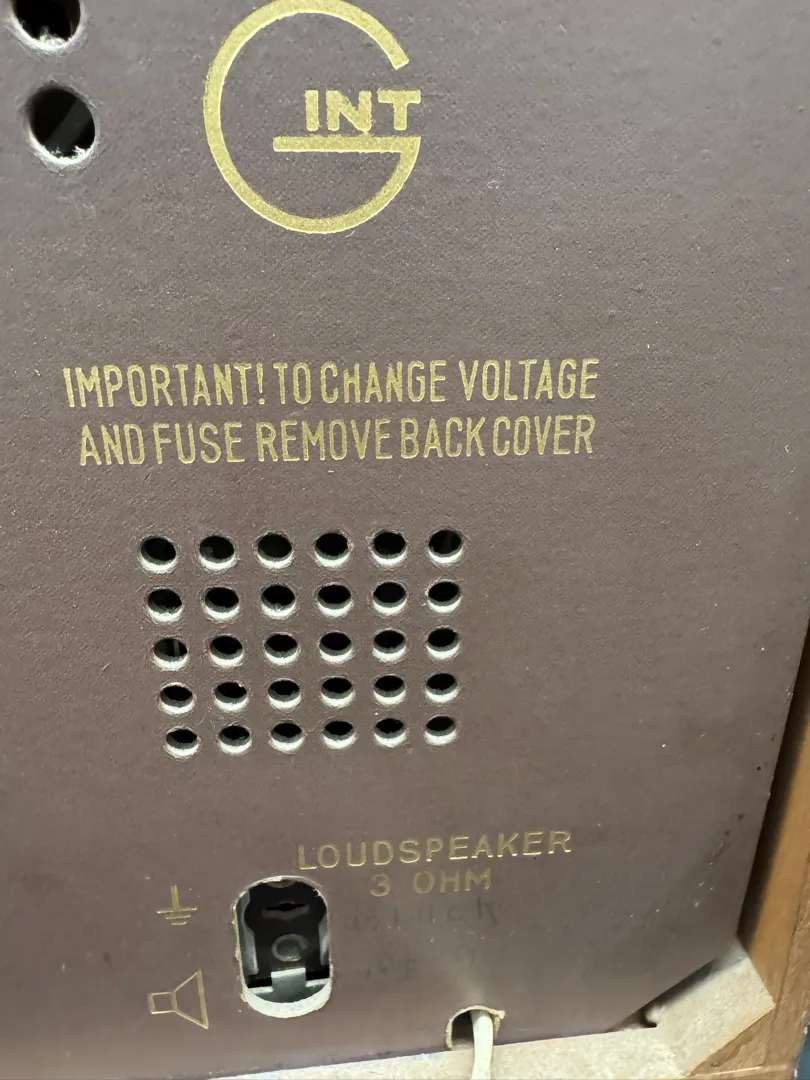 G INT
IMPORTANT! TO CHANGE VOLTAGE
AND FUSE REMOVE BACK COVER
LOUDSPEAKER
3 OHM